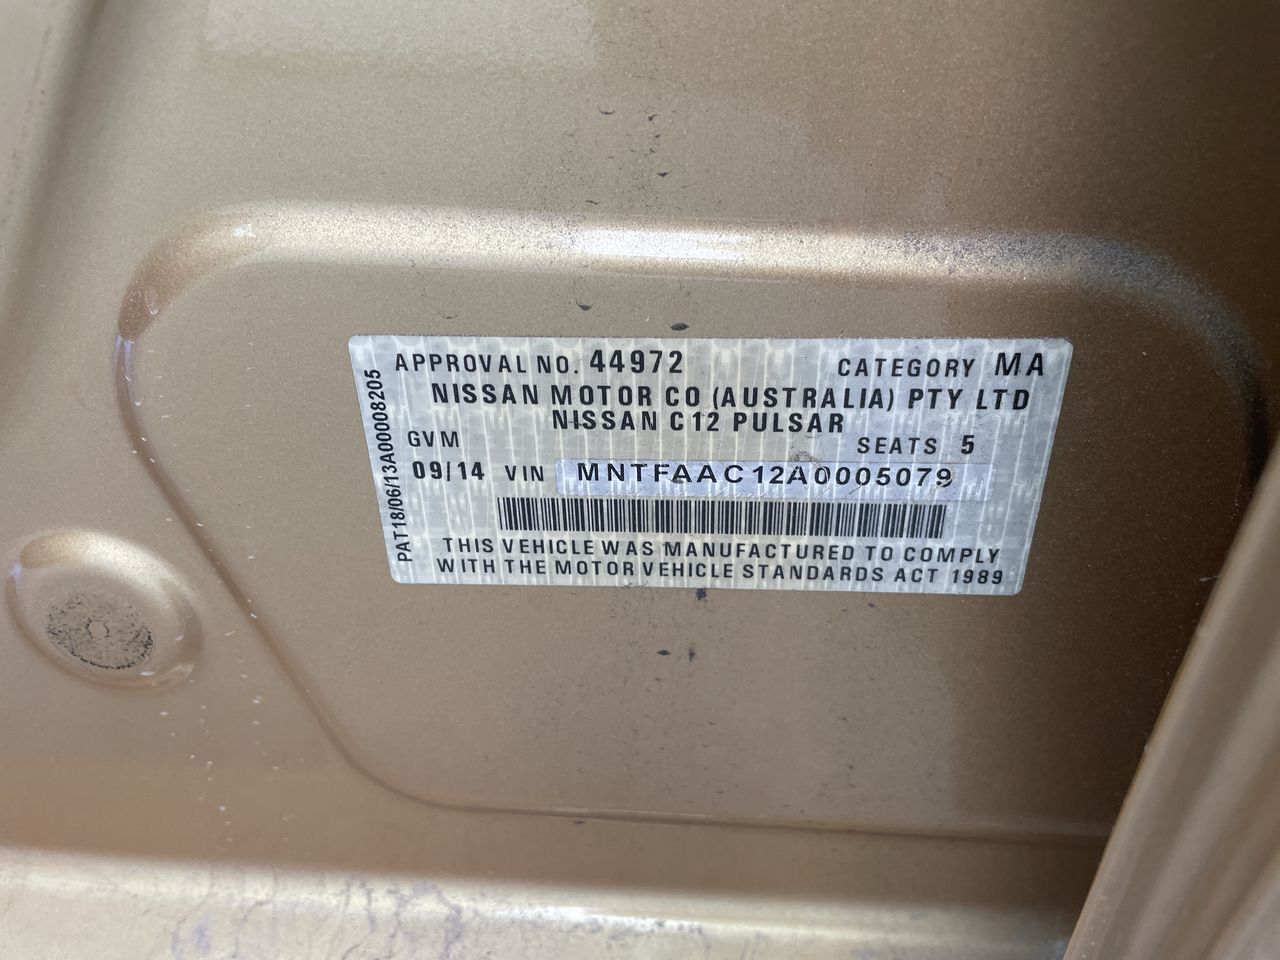 APPROVAL NO. 44972 CATEGORY MA
NISSAN MOTOR CO (AUSTRALIA) PTY LTD
NISSAN C12 PULSAR
GVM SEATS 5
09/14 VIN MNTFAAC12A0005079
THIS VEHICLE WAS MANUFACTURED TO COMPLY
WITH THE MOTOR VEHICLE STANDARDS ACT 1989
PAT18/06/13A00008205